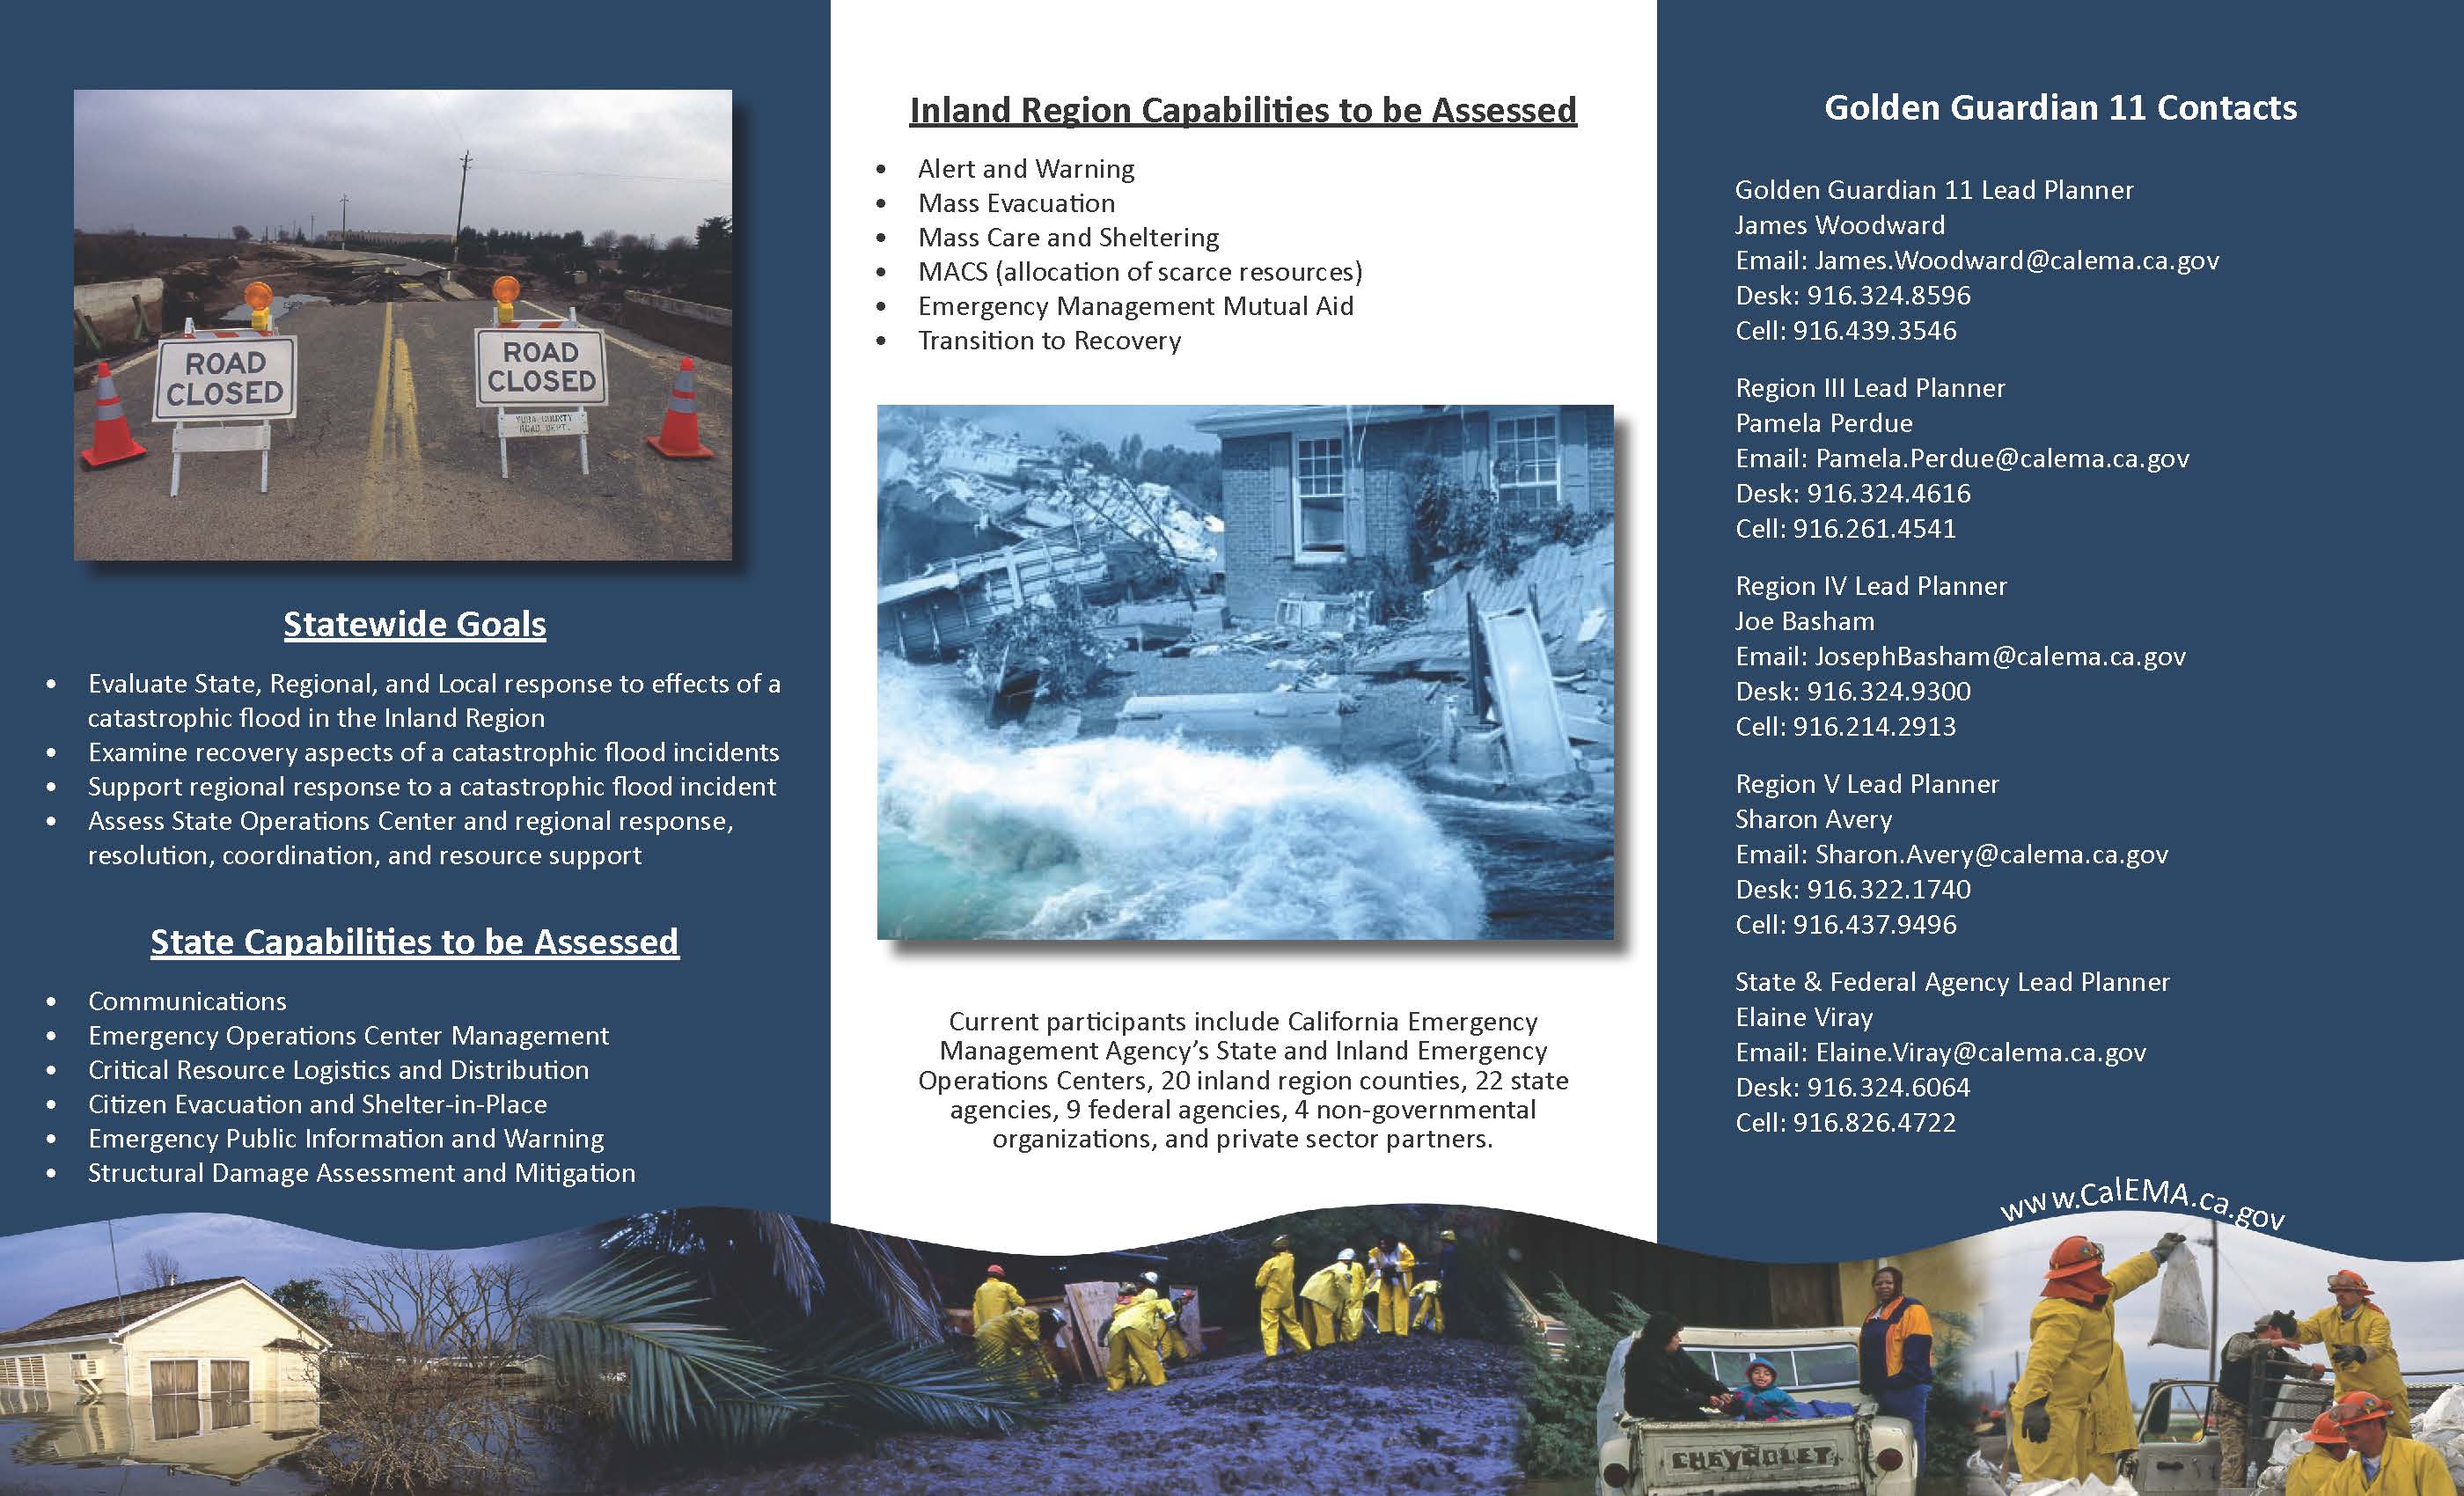 ROAD
CLOSED
ROAD
CLOSED
YUBA COUNTY
ROAD DEPT.
Statewide Goals
• Evaluate State, Regional, and Local response to effects of a
catastrophic flood in the Inland Region
• Examine recovery aspects of a catastrophic flood incidents
• Support regional response to a catastrophic flood incident
• Assess State Operations Center and regional response,
resolution, coordination, and resource support
State Capabilities to be Assessed
• Communications
• Emergency Operations Center Management
• Critical Resource Logistics and Distribution
• Citizen Evacuation and Shelter-in-Place
• Emergency Public Information and Warning
• Structural Damage Assessment and Mitigation
Inland Region Capabilities to be Assessed
• Alert and Warning
• Mass Evacuation
• Mass Care and Sheltering
• MACS (allocation of scarce resources)
• Emergency Management Mutual Aid
• Transition to Recovery
Current participants include California Emergency
Management Agency’s State and Inland Emergency
Operations Centers, 20 inland region counties, 22 state
agencies, 9 federal agencies, 4 non-governmental
organizations, and private sector partners.
Golden Guardian 11 Contacts
Golden Guardian 11 Lead Planner
James Woodward
Email: James.Woodward@calema.ca.gov
Desk: 916.324.8596
Cell: 916.439.3546
Region III Lead Planner
Pamela Perdue
Email: Pamela.Perdue@calema.ca.gov
Desk: 916.324.4616
Cell: 916.261.4541
Region IV Lead Planner
Joe Basham
Email: JosephBasham@calema.ca.gov
Desk: 916.324.9300
Cell: 916.214.2913
Region V Lead Planner
Sharon Avery
Email: Sharon.Avery@calema.ca.gov
Desk: 916.322.1740
Cell: 916.437.9496
State & Federal Agency Lead Planner
Elaine Viray
Email: Elaine.Viray@calema.ca.gov
Desk: 916.324.6064
Cell: 916.826.4722
www.CalEMA.ca.gov
CHEVROLET